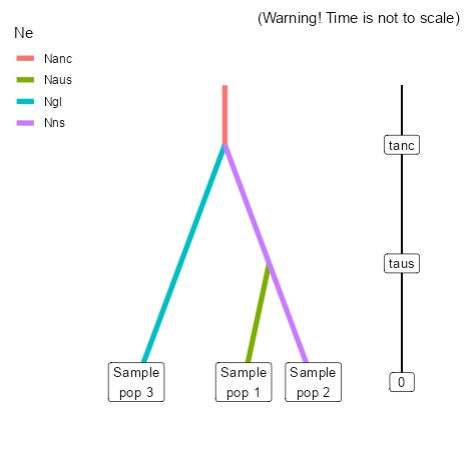 (Warning! Time is not to scale)
Ne
Nanc
Naus
Ngl
Nns
tanc
taus
0
Sample
pop 3
Sample
pop 1
Sample
pop 2